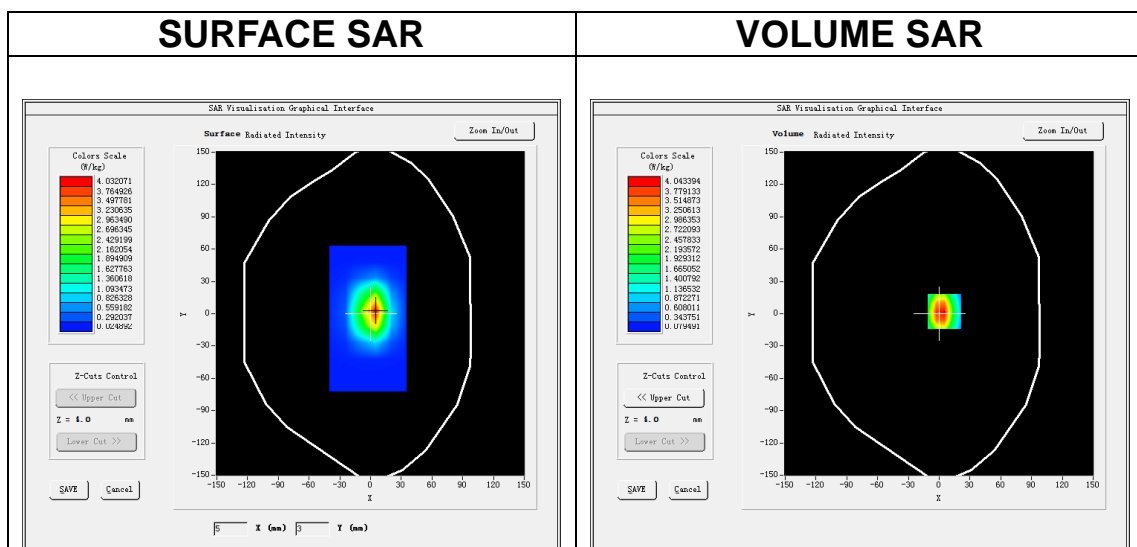 SURFACE SAR
VOLUME SAR
SAR Visualisation Graphical Interface
Surface Radiated Intensity
Zoom In/Out
Colors Scale
(W/kg)
4.032071
3.764926
3.497781
3.230635
2.963490
2.696345
2.429199
2.162054
1.894909
1.627763
1.360618
1.093473
0.826328
0.559182
0.292037
0.024892
Z-Cuts Control
<< Upper Cut
Z = 4.0 mm
Lower Cut >>
SAVE
Cancel
150
120
90
60
30
0
-30
-60
-90
-120
-150
Y
-150 -120 -90 -60 -30 0 30 60 90 120 150
X
5 X (mm) 3 Y (mm)
SAR Visualisation Graphical Interface
Volume Radiated Intensity
Zoom In/Out
Colors Scale
(W/kg)
4.043394
3.779133
3.514873
3.250613
2.986353
2.722093
2.457833
2.193572
1.929312
1.665052
1.400792
1.136532
0.872271
0.608011
0.343751
0.079491
Z-Cuts Control
<< Upper Cut
Z = 4.0 mm
Lower Cut >>
SAVE
Cancel
150
120
90
60
30
0
-30
-60
-90
-120
-150
Y
-150 -120 -90 -60 -30 0 30 60 90 120 150
X